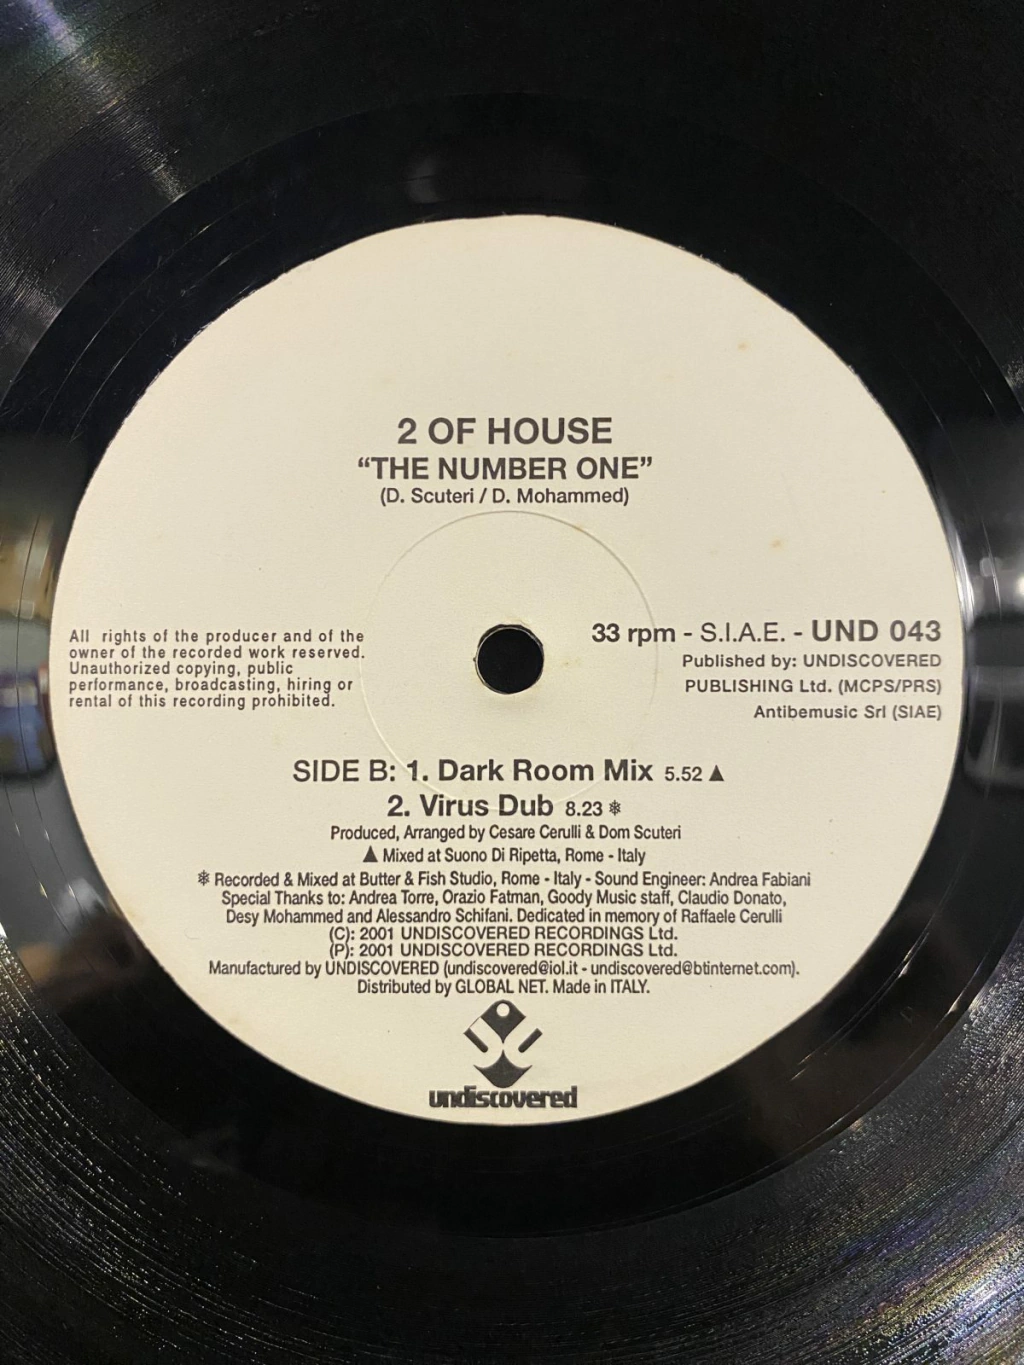 2 OF HOUSE
“THE NUMBER ONE”
(D. Scuteri / D. Mohammed)
All rights of the producer and of the
owner of the recorded work reserved.
Unauthorized copying, public
performance, broadcasting, hiring or
rental of this recording prohibited.
33 rpm - S.I.A.E. - UND 043
Published by: UNDISCOVERED
PUBLISHING Ltd. (MCPS/PRS)
Antibemusic Srl (SIAE)
SIDE B: 1. Dark Room Mix 5.52 ▲
2. Virus Dub 8.23 ❄
Produced, Arranged by Cesare Cerulli & Dom Scuteri
▲ Mixed at Suono Di Ripetta, Rome - Italy
❄ Recorded & Mixed at Butter & Fish Studio, Rome - Italy - Sound Engineer: Andrea Fabiani
Special Thanks to: Andrea Torre, Orazio Fatman, Goody Music staff, Claudio Donato,
Desy Mohammed and Alessandro Schifani. Dedicated in memory of Raffaele Cerulli
(C): 2001 UNDISCOVERED RECORDINGS Ltd.
(P): 2001 UNDISCOVERED RECORDINGS Ltd.
Manufactured by UNDISCOVERED (undiscovered@iol.it - undiscovered@btinternet.com).
Distributed by GLOBAL NET. Made in ITALY.
undiscovered